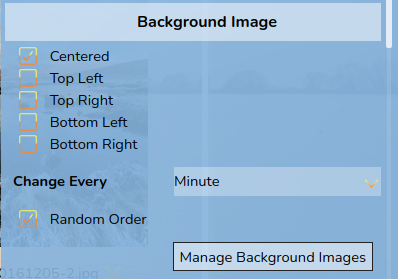 Background Image
Centered
Top Left
Top Right
Bottom Left
Bottom Right
Change Every
Minute
Random Order
Manage Background Images
0161205-2.jpg